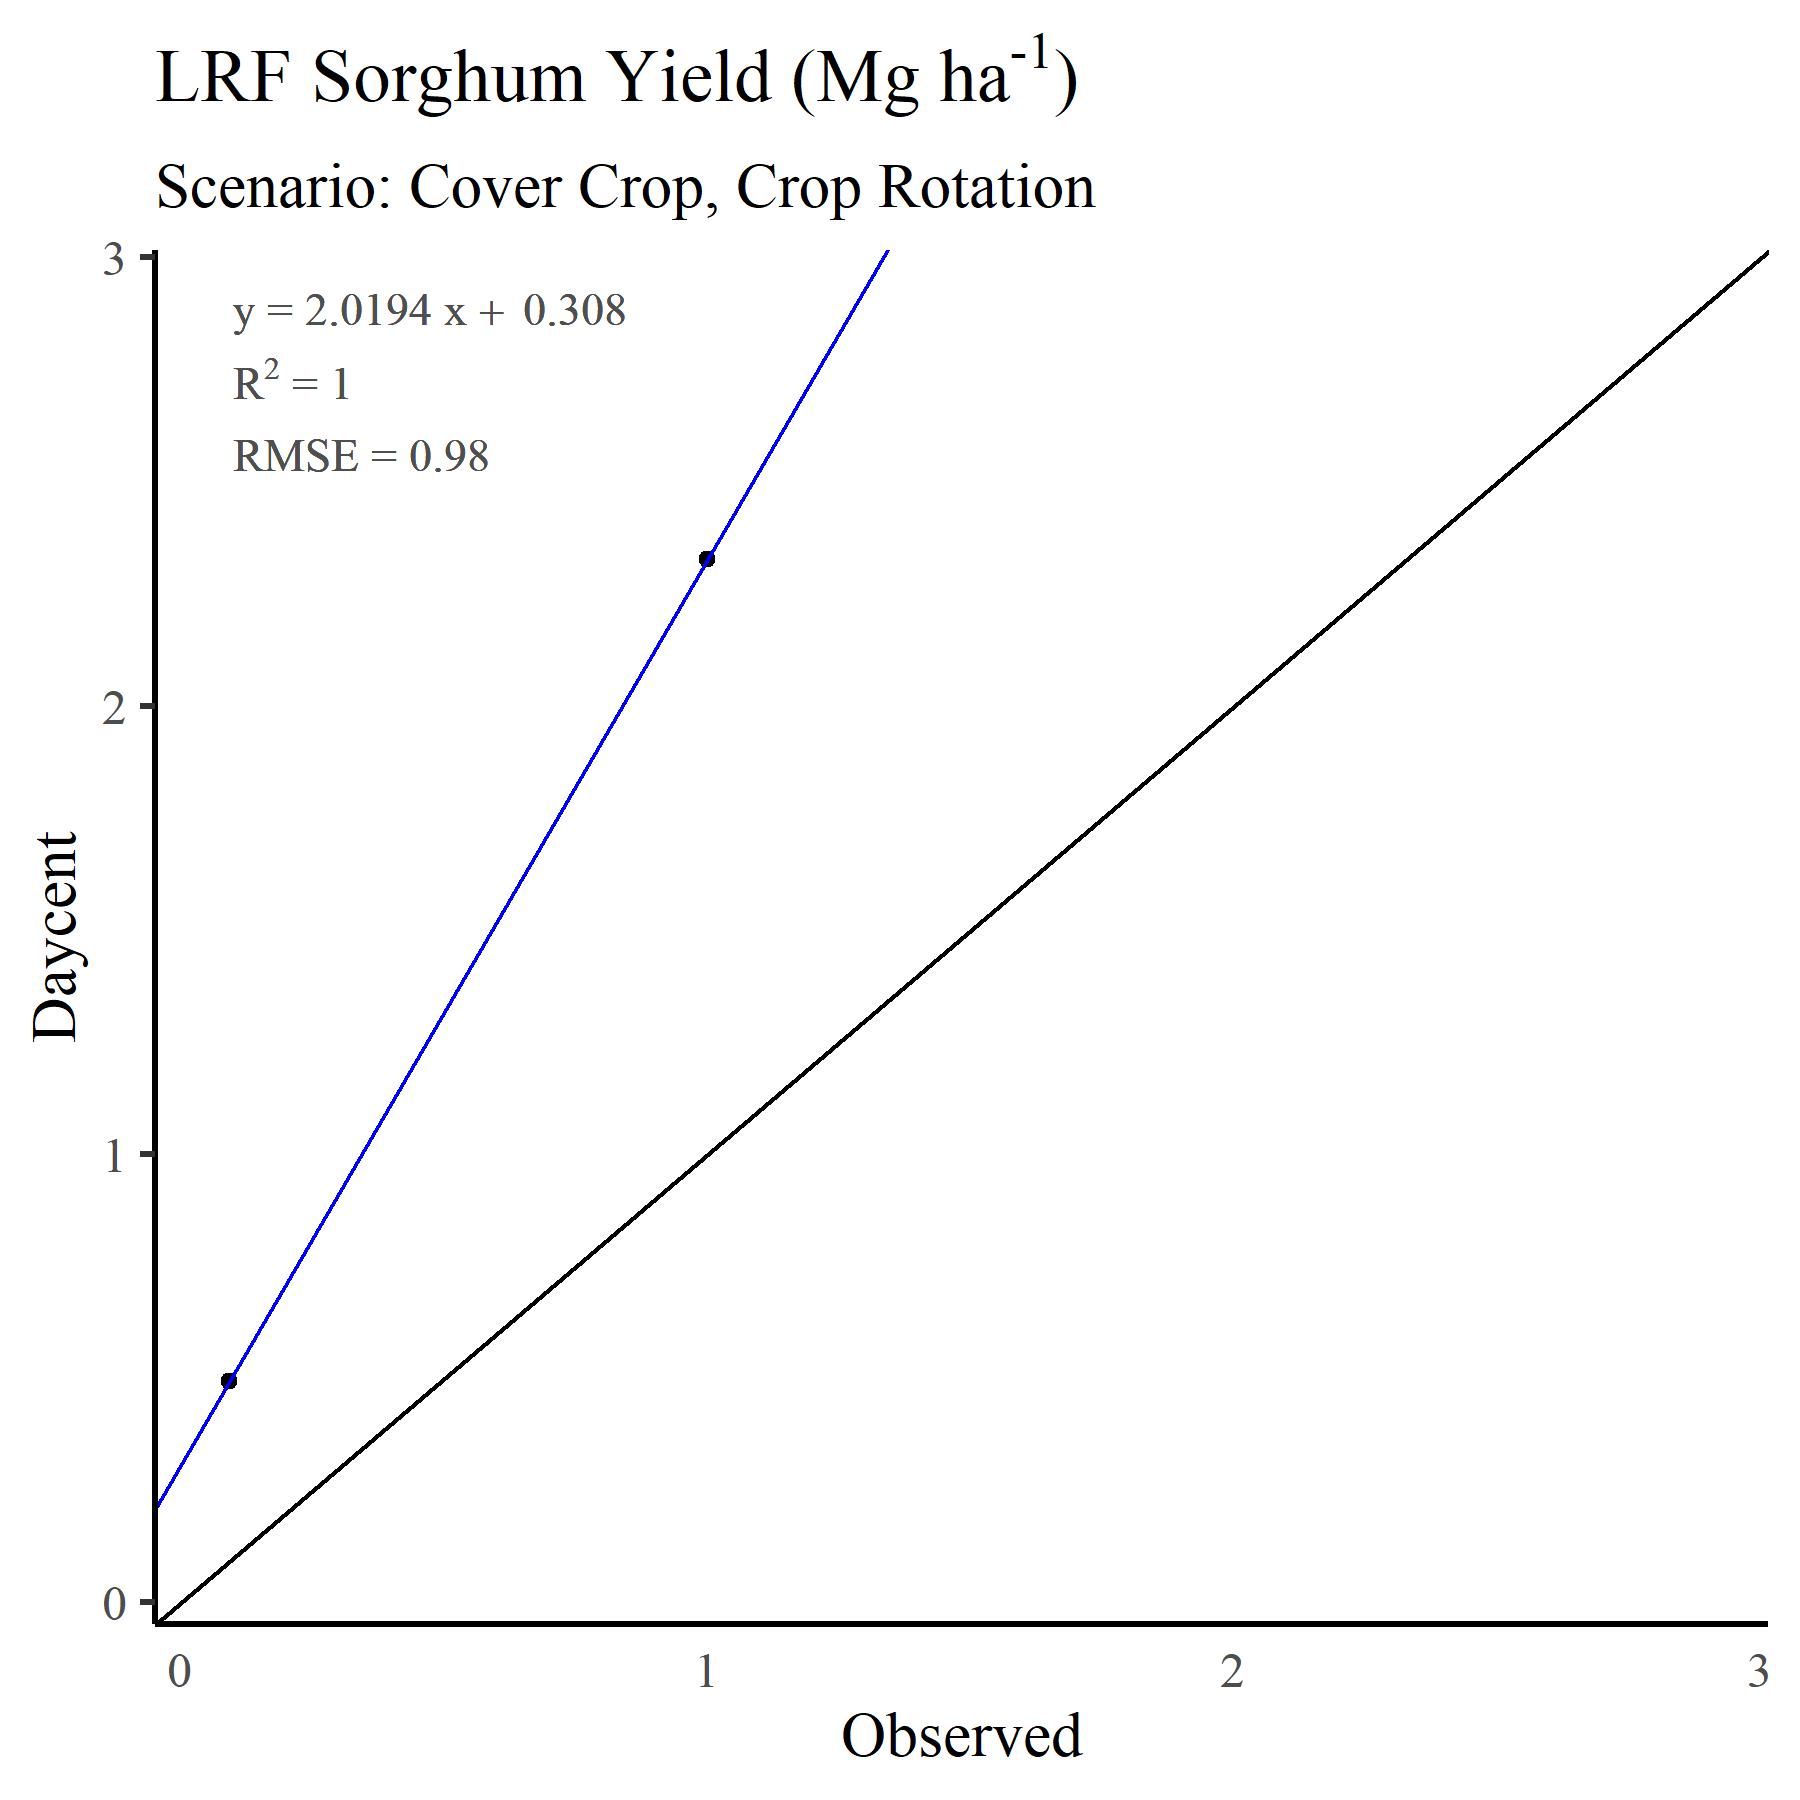 LRF Sorghum Yield (Mg ha⁻¹)
Scenario: Cover Crop, Crop Rotation
3
y = 2.0194 x + 0.308
R² = 1
RMSE = 0.98
2
Daycent
1
0
0 1 2 3
Observed